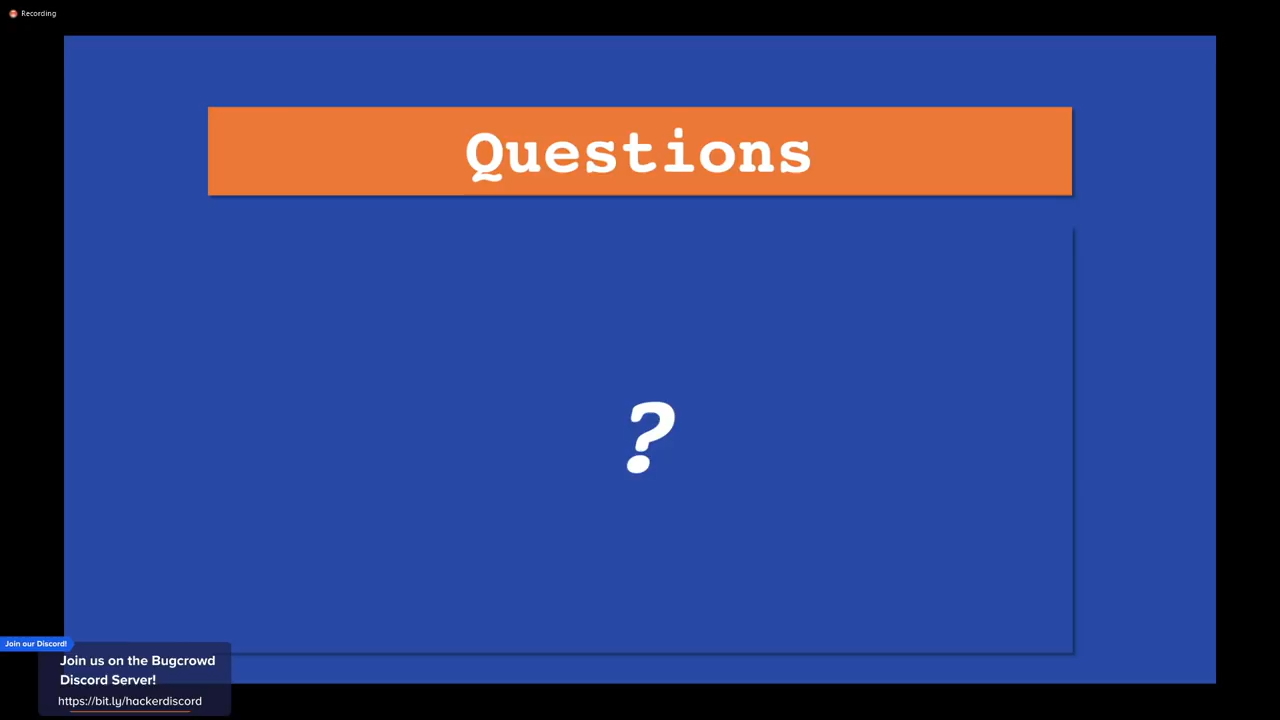 Recording
Questions
?
Join our Discord!
Join us on the Bugcrowd
Discord Server!
https://bit.ly/hackerdiscord